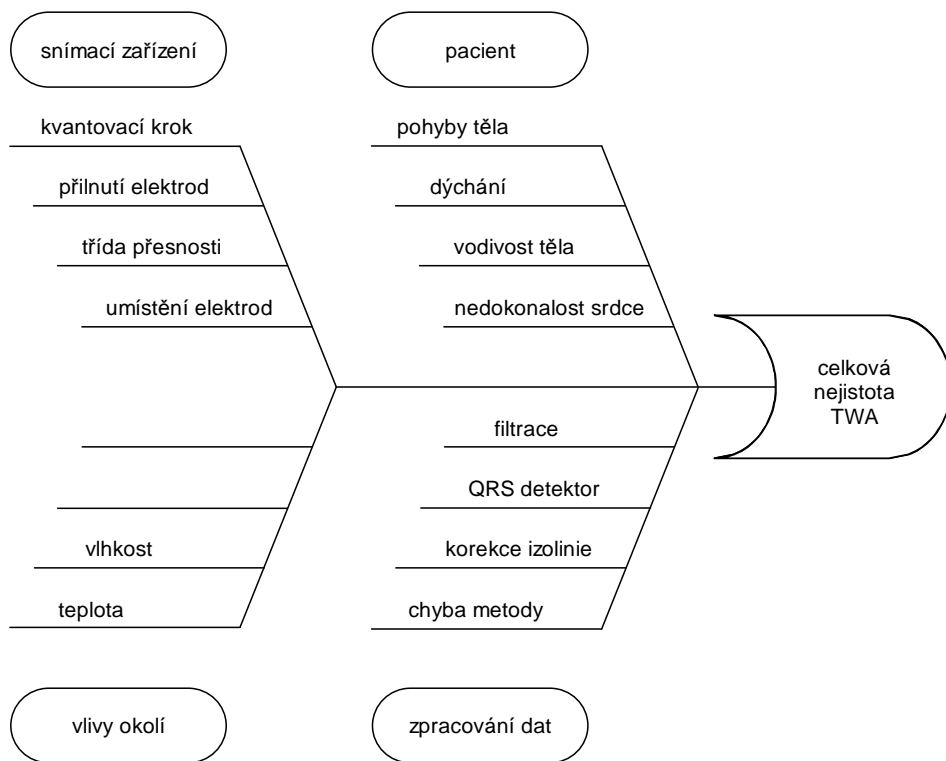 snímací zařízení
pacient
kvantovací krok
přilnutí elektrod
třída přesnosti
umístění elektrod
pohyby těla
dýchání
vodivost těla
nedokonalost srdce
celková
nejistota
TWA
vlhkost
teplota
filtrace
QRS detektor
korekce izolinie
chyba metody
vlivy okolí
zpracování dat